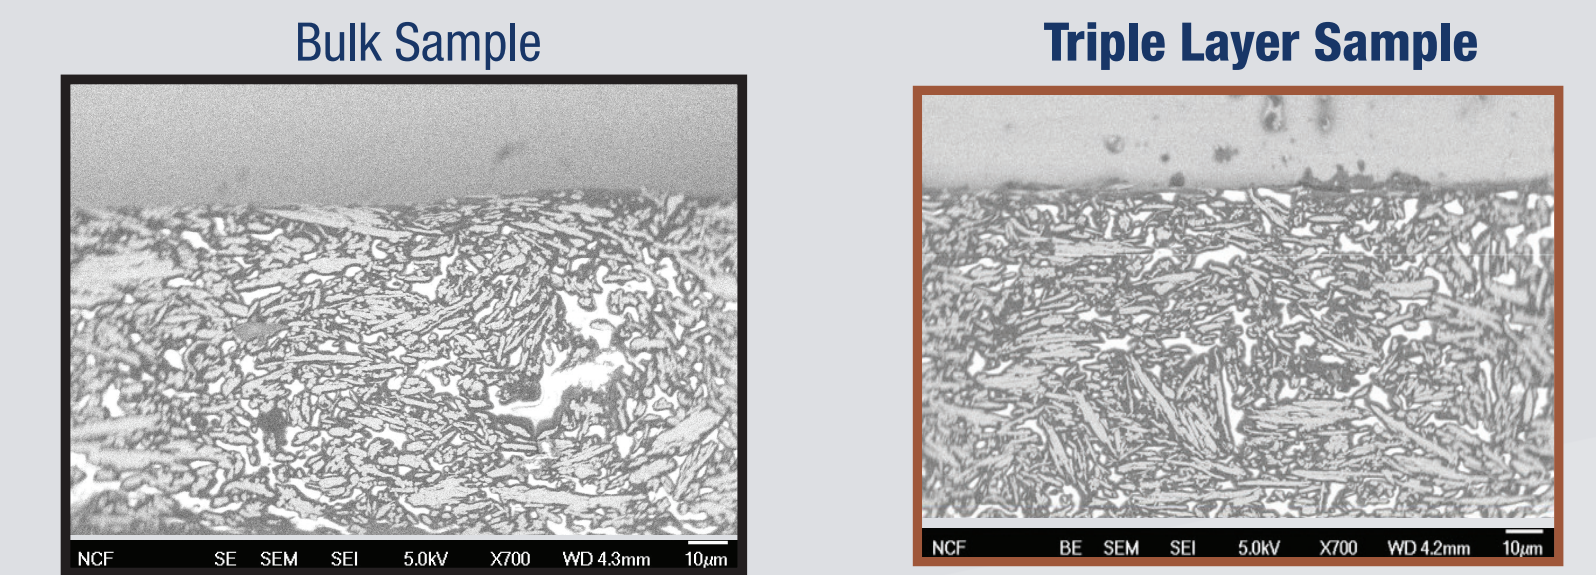 Bulk Sample
Triple Layer Sample
NCF SE SEM SEI 5.0kV X700 WD 4.3mm 10µm
NCF BE SEM SEI 5.0kV X700 WD 4.2mm 10µm